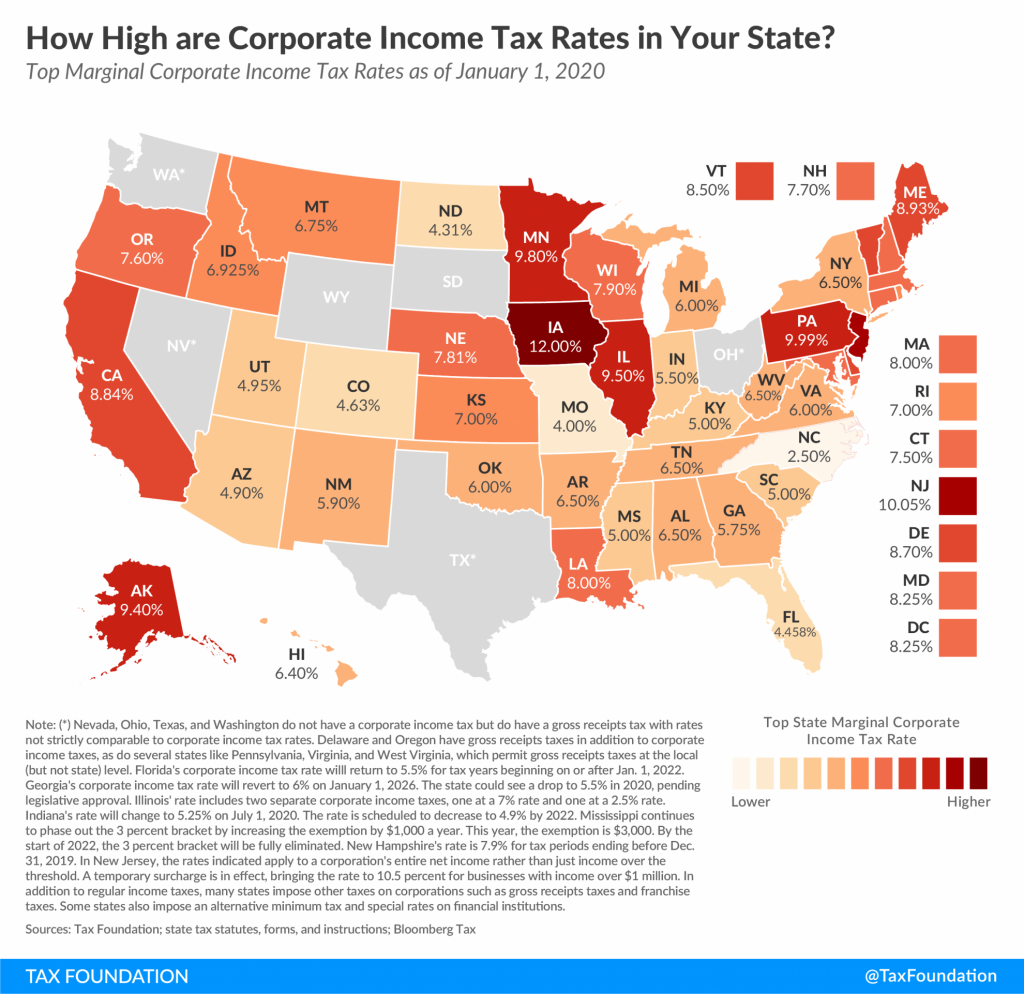 How High are Corporate Income Tax Rates in Your State?
Top Marginal Corporate Income Tax Rates as of January 1, 2020
WA*
OR
7.60%
CA
8.84%
NV*
ID
6.925%
MT
6.75%
WY
UT
4.95%
CO
4.63%
AZ
4.90%
NM
5.90%
ND
4.31%
SD
NE
7.81%
KS
7.00%
OK
6.00%
TX*
MN
9.80%
IA
12.00%
MO
4.00%
AR
6.50%
LA
8.00%
WI
7.90%
IL
9.50%
MI
6.00%
IN
5.50%
OH*
KY
5.00%
TN
6.50%
MS
5.00%
AL
6.50%
GA
5.75%
FL
4.458%
SC
5.00%
NC
2.50%
VA
6.00%
WV
6.50%
PA
9.99%
NY
6.50%
ME
8.93%
VT
8.50%
NH
7.70%
MA
8.00%
RI
7.00%
CT
7.50%
NJ
10.05%
DE
8.70%
MD
8.25%
DC
8.25%
AK
9.40%
HI
6.40%
Note: (*) Nevada, Ohio, Texas, and Washington do not have a corporate income tax but do have a gross receipts tax with rates
not strictly comparable to corporate income tax rates. Delaware and Oregon have gross receipts taxes in addition to corporate
income taxes, as do several states like Pennsylvania, Virginia, and West Virginia, which permit gross receipts taxes at the local
(but not state) level. Florida's corporate income tax rate willl return to 5.5% for tax years beginning on or after Jan. 1, 2022.
Georgia's corporate income tax rate will revert to 6% on January 1, 2026. The state could see a drop to 5.5% in 2020, pending
legislative approval. Illinois' rate includes two separate corporate income taxes, one at a 7% rate and one at a 2.5% rate.
Indiana's rate will change to 5.25% on July 1, 2020. The rate is scheduled to decrease to 4.9% by 2022. Mississippi continues
to phase out the 3 percent bracket by increasing the exemption by $1,000 a year. This year, the exemption is $3,000. By the
start of 2022, the 3 percent bracket will be fully eliminated. New Hampshire's rate is 7.9% for tax periods ending before Dec.
31, 2019. In New Jersey, the rates indicated apply to a corporation's entire net income rather than just income over the
threshold. A temporary surcharge is in effect, bringing the rate to 10.5 percent for businesses with income over $1 million. In
addition to regular income taxes, many states impose other taxes on corporations such as gross receipts taxes and franchise
taxes. Some states also impose an alternative minimum tax and special rates on financial institutions.
Sources: Tax Foundation; state tax statutes, forms, and instructions; Bloomberg Tax
Top State Marginal Corporate
Income Tax Rate
Lower
Higher
TAX FOUNDATION
@TaxFoundation